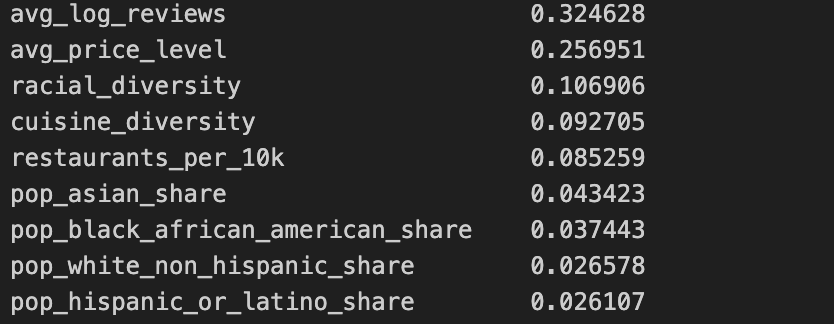 avg_log_reviews 0.324628
avg_price_level 0.256951
racial_diversity 0.106906
cuisine_diversity 0.092705
restaurants_per_10k 0.085259
pop_asian_share 0.043423
pop_black_african_american_share 0.037443
pop_white_non_hispanic_share 0.026578
pop_hispanic_or_latino_share 0.026107